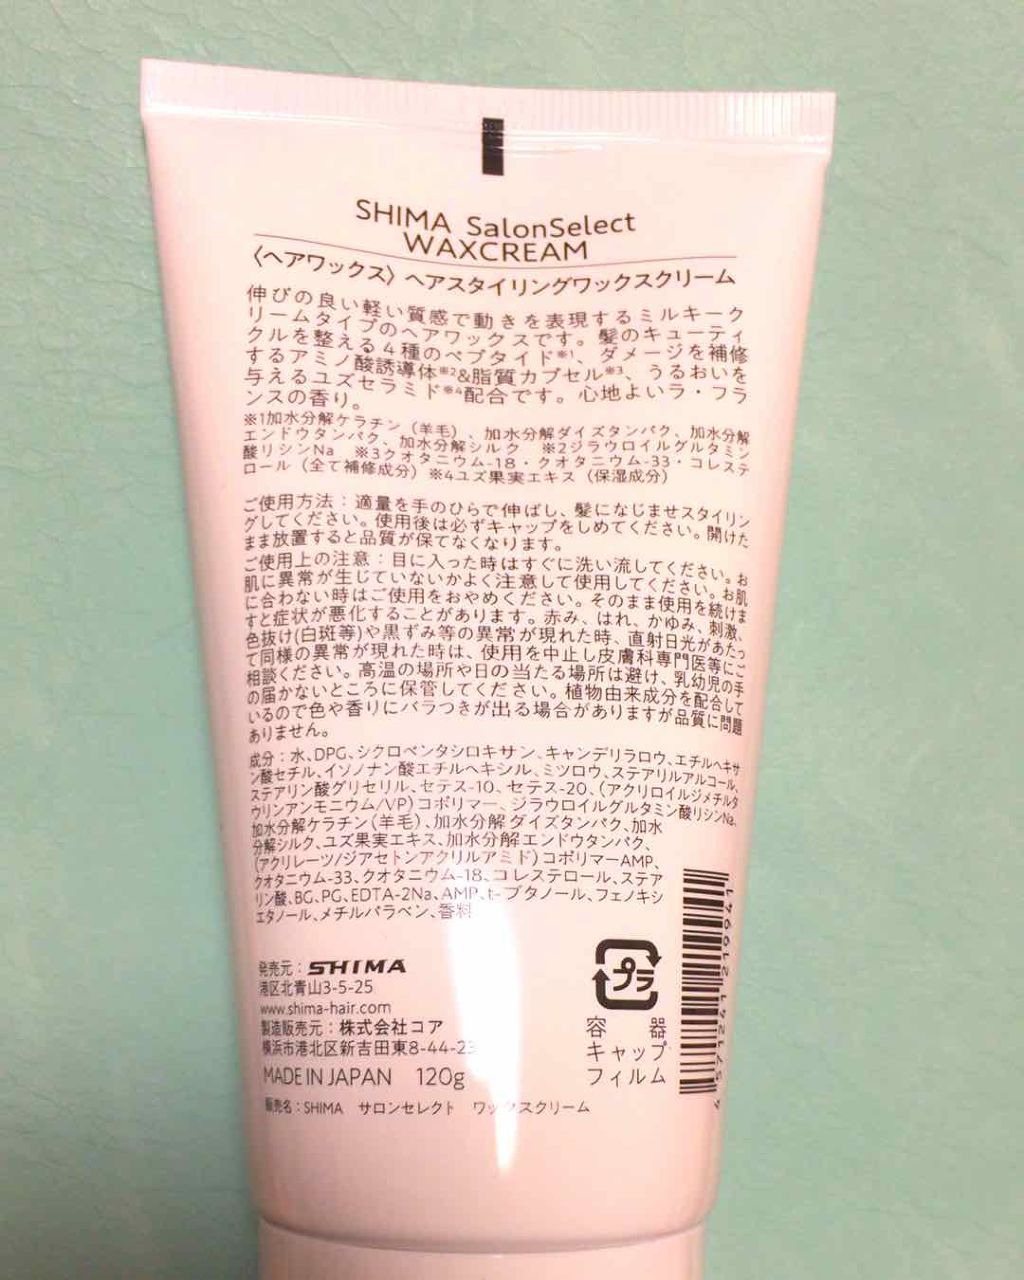 SHIMA SalonSelect
WAXCREAM
〈ヘアワックス〉ヘアスタイリングワックスクリーム
伸びの良い軽い質感で動きを表現するミルキーク
リームタイプのヘアワックスです。髪のキューティ
クルを整える4種のペプタイド※1、ダメージを補修
するアミノ酸誘導体※2&脂質カプセル※3、うるおいを
与えるユズセラミド※4配合です。心地よいラ・フラ
ンスの香り。
※1加水分解ケラチン（羊毛）、加水分解ダイズタンパク、加水分解
エンドウタンパク、加水分解シルク ※2ジラウロイルグルタミン
酸リシンNa ※3クオタニウム-18・クオタニウム-33・コレステ
ロール（全て補修成分）※4ユズ果実エキス（保湿成分）
ご使用方法：適量を手のひらで伸ばし、髪になじませスタイリン
グしてください。使用後は必ずキャップをしめてください。開けた
まま放置すると品質が保てなくなります。
ご使用上の注意：目に入った時はすぐに洗い流してください。お
肌に異常が生じていないかよく注意して使用してください。お肌
に合わない時はご使用をおやめください。そのまま使用を続けま
すと症状が悪化することがあります。赤み、はれ、かゆみ、刺激、
色抜け(白斑等)や黒ずみ等の異常が現れた時、直射日光があたっ
て同様の異常が現れた時は、使用を中止し皮膚科専門医等にご
相談ください。高温の場所や日の当たる場所は避け、乳幼児の手
の届かないところに保管してください。植物由来成分を配合して
いるので色や香りにバラつきが出る場合がありますが品質に問題
ありません。
成分：水、DPG、シクロペンタシロキサン、キャンデリラロウ、エチルヘキサ
ン酸セチル、イソノナン酸エチルヘキシル、ミツロウ、ステアリルアルコール、
ステアリン酸グリセリル、セテス-10、セテス-20、(アクリロイルジメチルタ
ウリンアンモニウム/VP)コポリマー、ジラウロイルグルタミン酸リシンNa、
加水分解ケラチン(羊毛)、加水分解ダイズタンパク、加水
分解シルク、ユズ果実エキス、加水分解エンドウタンパク、
(アクリレーツ/ジアセトンアクリルアミド)コポリマーAMP、
クオタニウム-33、クオタニウム-18、コレステロール、ステア
リン酸、BG、PG、EDTA-2Na、AMP、t-ブタノール、フェノキシ
エタノール、メチルパラベン、香料
発売元：SHIMA
港区北青山3-5-25
www.shima-hair.com
製造販売元：株式会社コア
横浜市港北区新吉田東8-44-23
MADE IN JAPAN 120g
販売名：SHIMA サロンセレクト ワックスクリーム
プラ
容器
キャップ
フィルム